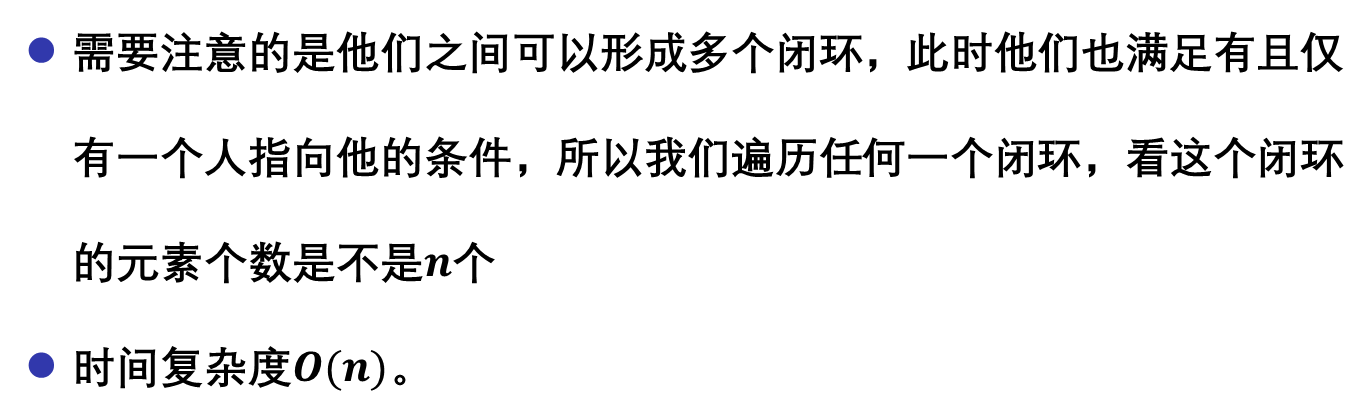 ● 需要注意的是他们之间可以形成多个闭环，此时他们也满足有且仅
有一个人指向他的条件，所以我们遍历任何一个闭环，看这个闭环
的元素个数是不是n个
● 时间复杂度O(n)。